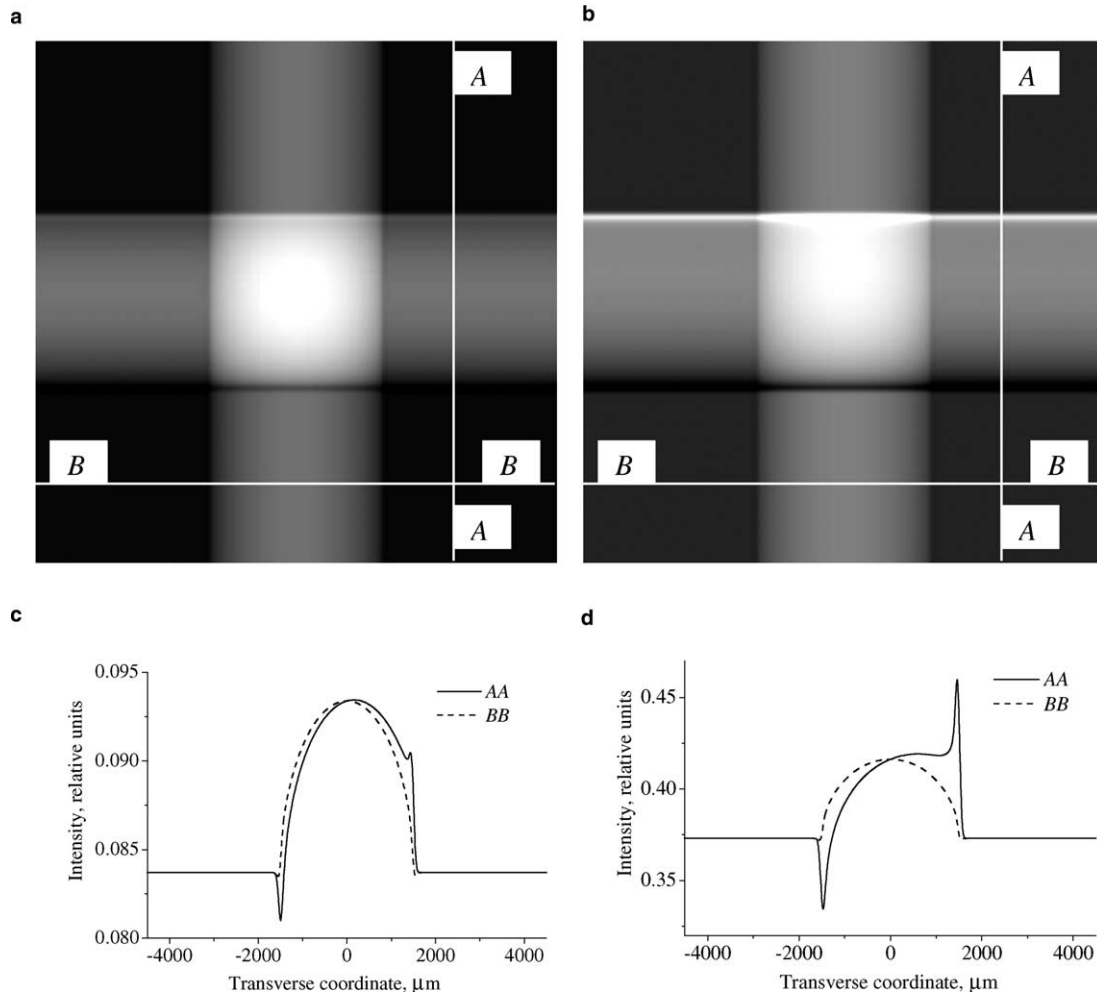 a
b
A
A
B
B
B
B
A
A
c
d
0.095
0.090
0.085
0.080
Intensity, relative units
AA
BB
-4000
-2000
0
2000
4000
Transverse coordinate, μm
0.45
0.40
0.35
Intensity, relative units
AA
BB
-4000
-2000
0
2000
4000
Transverse coordinate, μm